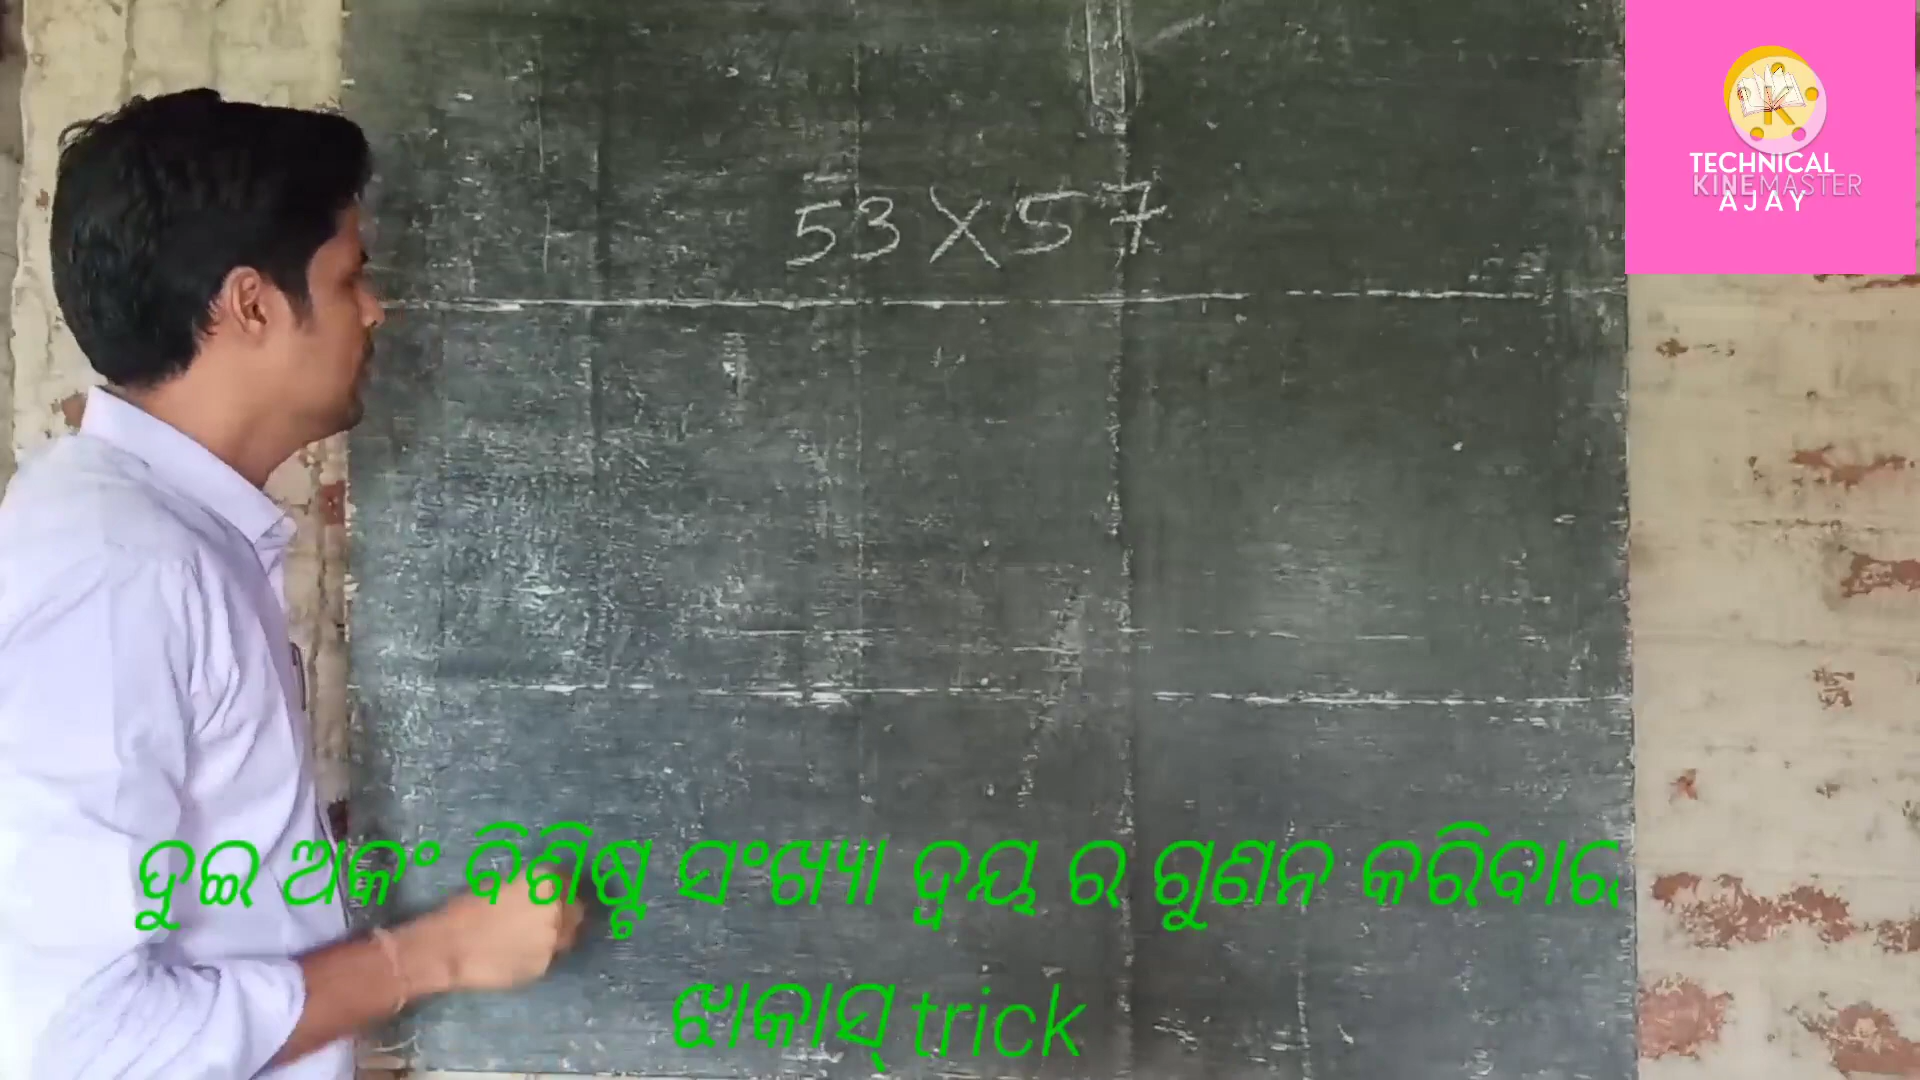 53 X 57
TECHNICAL
KINEMASTER
AJAY
ଦୁଇ ଅଙ୍କ ବିଶିଷ୍ଟ ସଂଖ୍ୟା ଦ୍ୱୟ ର ଗୁଣନ କରିବାର
ଝାକାସ୍ trick